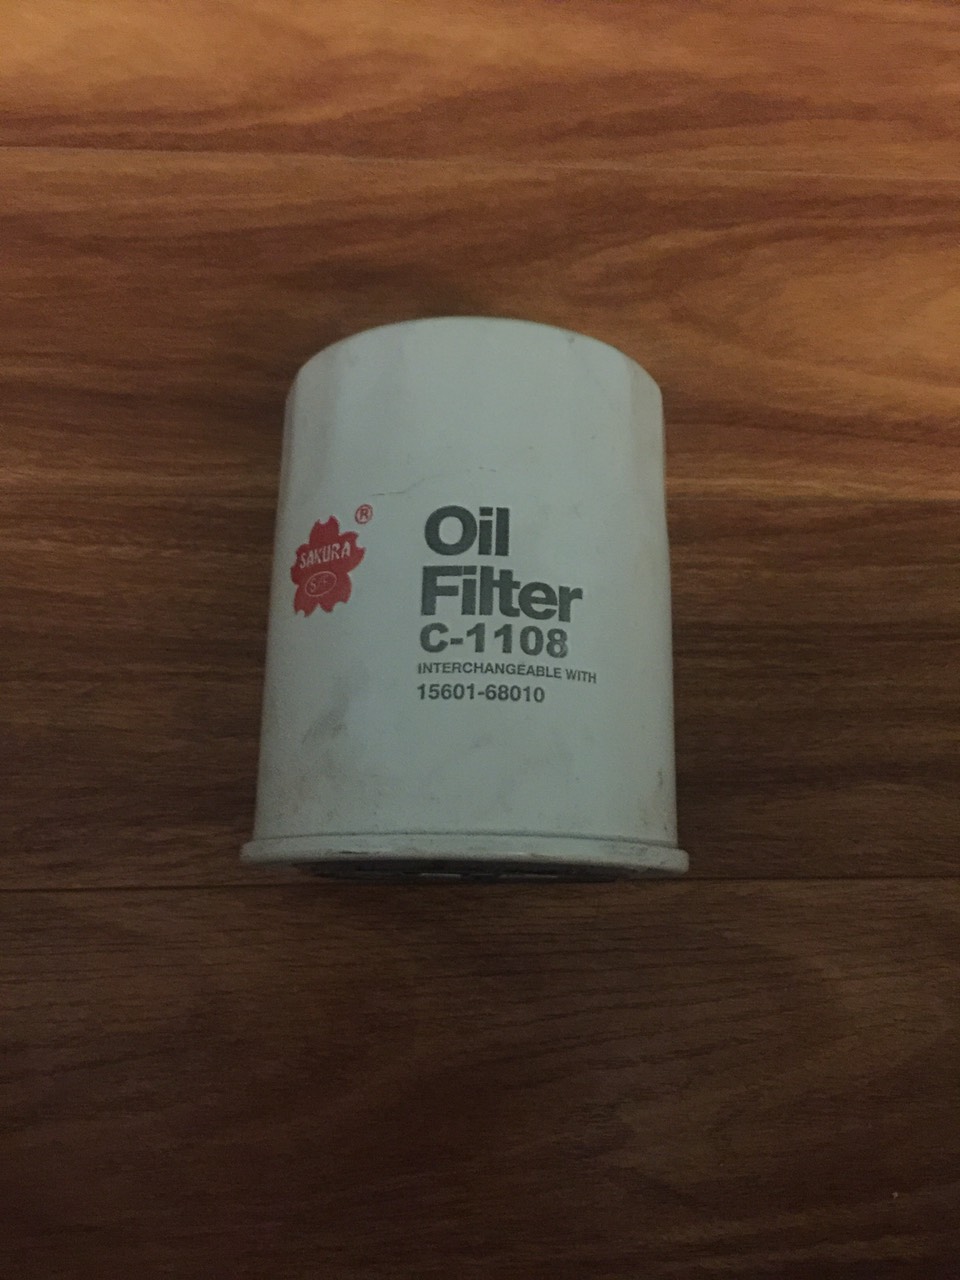 ®
SAKURA
Oil
Filter
C-1108
INTERCHANGEABLE WITH
15601-68010